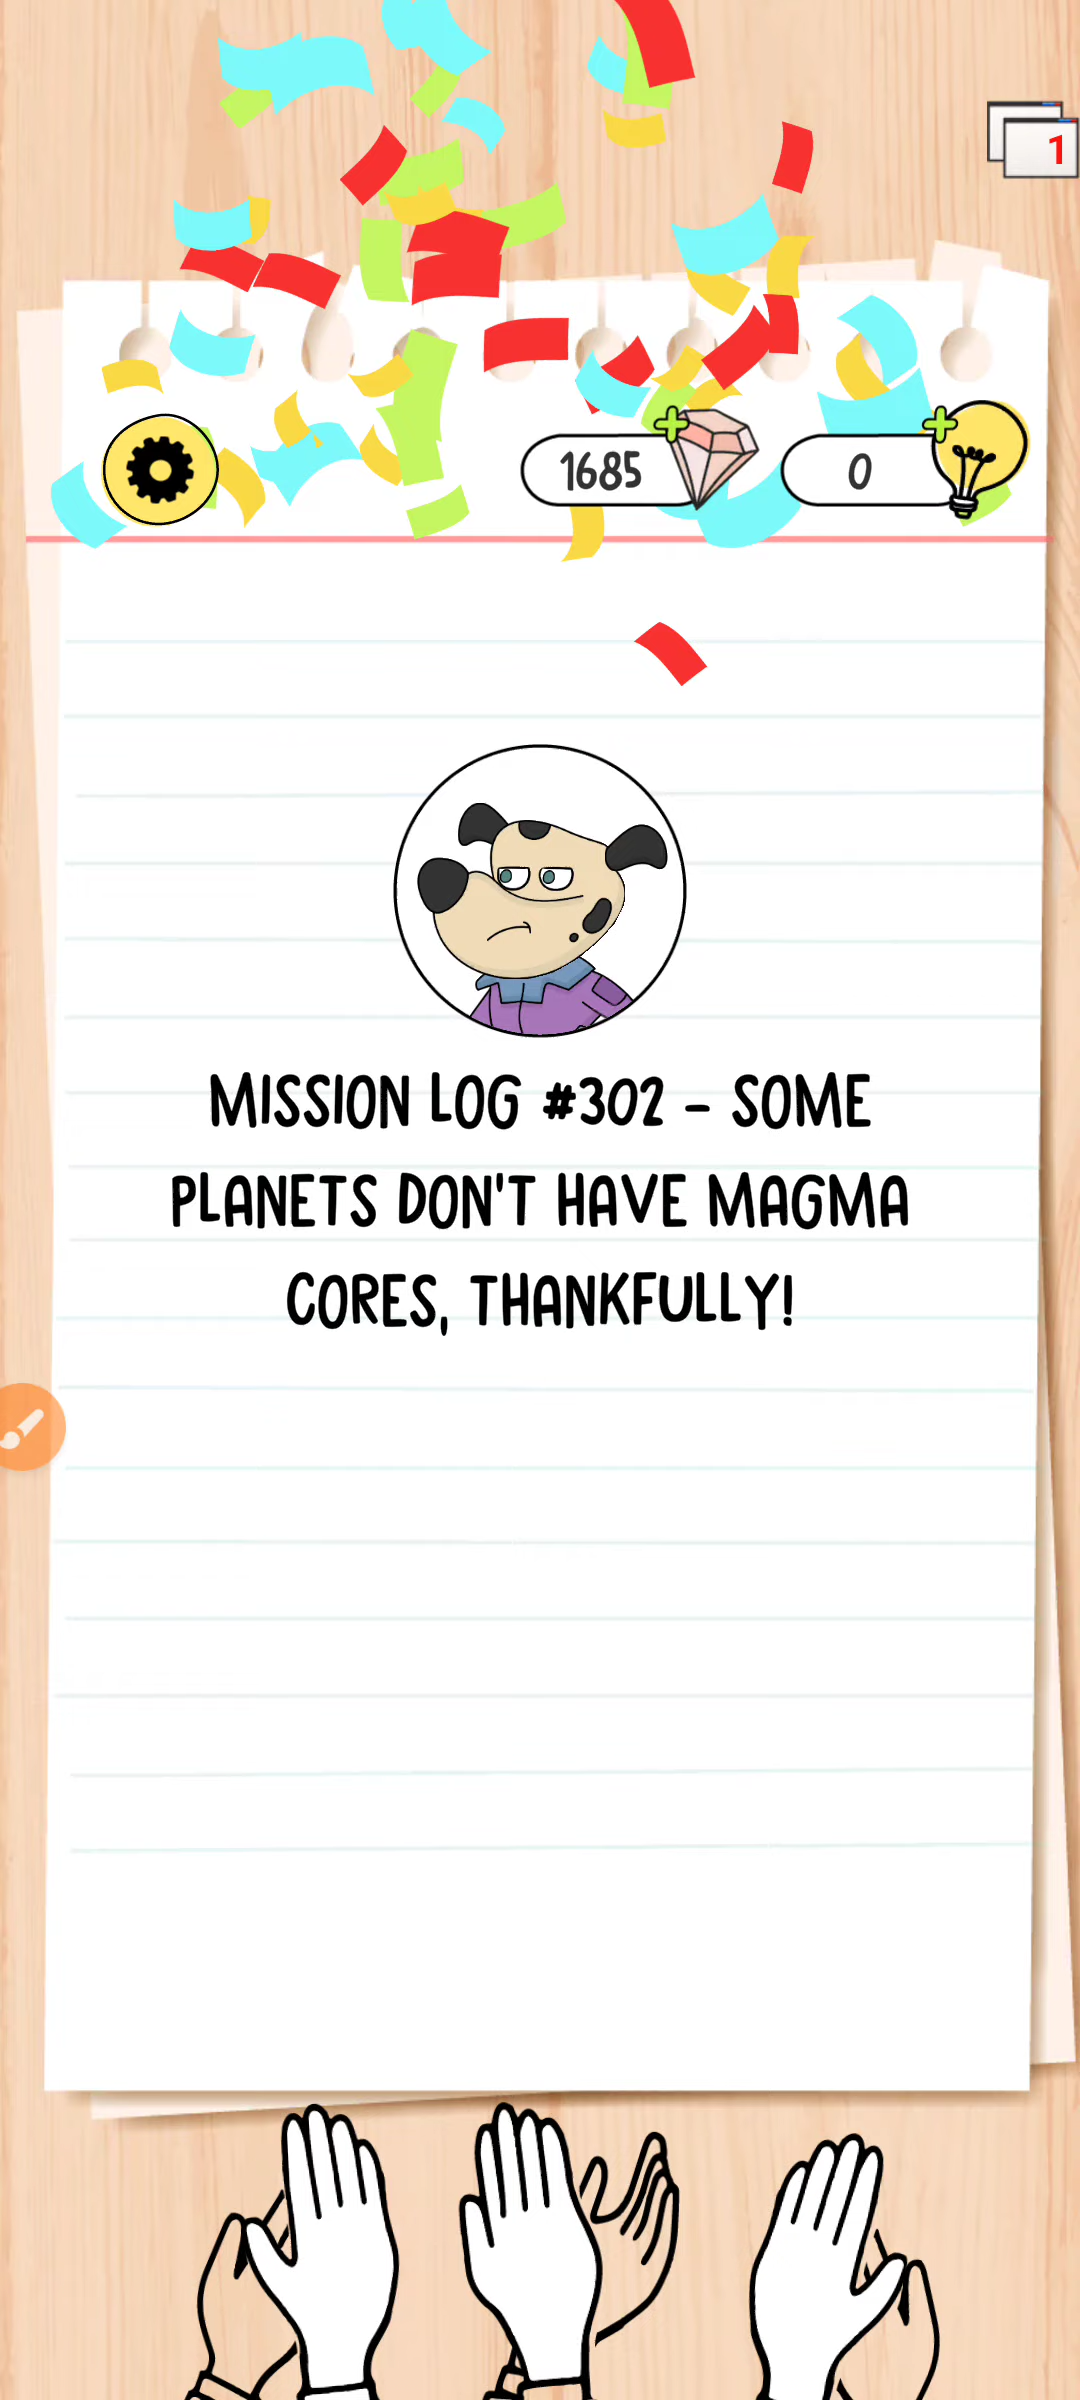 1
1685
0
MISSION LOG #302 - SOME
PLANETS DON'T HAVE MAGMA
CORES, THANKFULLY!